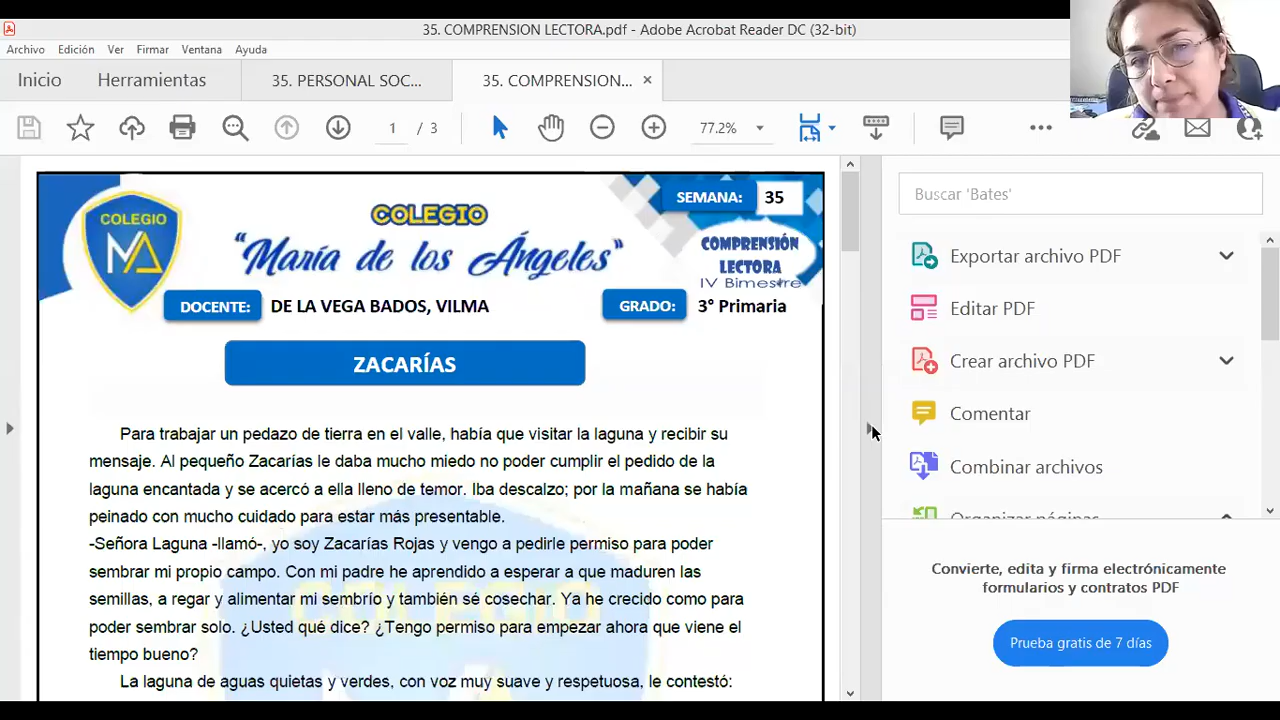 35. COMPRENSION LECTORA.pdf - Adobe Acrobat Reader DC (32-bit)
Archivo Edición Ver Firmar Ventana Ayuda
Inicio Herramientas 35. PERSONAL SOC... 35. COMPRENSION... ×
1 / 3 77.2%
SEMANA: 35
COLEGIO
MA
COLEGIO
"María de los Ángeles"
COMPRENSIÓN
LECTORA
IV Bimestre
DOCENTE: DE LA VEGA BADOS, VILMA GRADO: 3° Primaria
ZACARÍAS
Para trabajar un pedazo de tierra en el valle, había que visitar la laguna y recibir su
mensaje. Al pequeño Zacarías le daba mucho miedo no poder cumplir el pedido de la
laguna encantada y se acercó a ella lleno de temor. Iba descalzo; por la mañana se había
peinado con mucho cuidado para estar más presentable.
-Señora Laguna -llamó-, yo soy Zacarías Rojas y vengo a pedirle permiso para poder
sembrar mi propio campo. Con mi padre he aprendido a esperar a que maduren las
semillas, a regar y alimentar mi sembrío y también sé cosechar. Ya he crecido como para
poder sembrar solo. ¿Usted qué dice? ¿Tengo permiso para empezar ahora que viene el
tiempo bueno?
La laguna de aguas quietas y verdes, con voz muy suave y respetuosa, le contestó:
Buscar 'Bates'
Exportar archivo PDF
Editar PDF
Crear archivo PDF
Comentar
Combinar archivos
Organizar páginas
Convierte, edita y firma electrónicamente
formularios y contratos PDF
Prueba gratis de 7 días